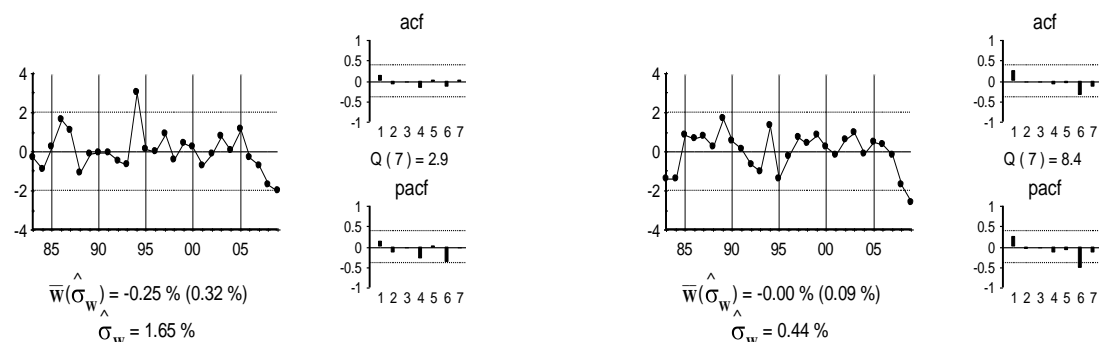 acf
1
0.5
0
-0.5
-1
1 2 3 4 5 6 7
Q ( 7 ) = 2.9
pacf
1
0.5
0
-0.5
-1
1 2 3 4 5 6 7
4
2
0
-2
-4
85 90 95 00 05
w̅(σ̂w) = -0.25 % (0.32 %)
σ̂w = 1.65 %
acf
1
0.5
0
-0.5
-1
1 2 3 4 5 6 7
Q ( 7 ) = 8.4
pacf
1
0.5
0
-0.5
-1
1 2 3 4 5 6 7
4
2
0
-2
-4
85 90 95 00 05
w̅(σ̂w) = -0.00 % (0.09 %)
σ̂w = 0.44 %